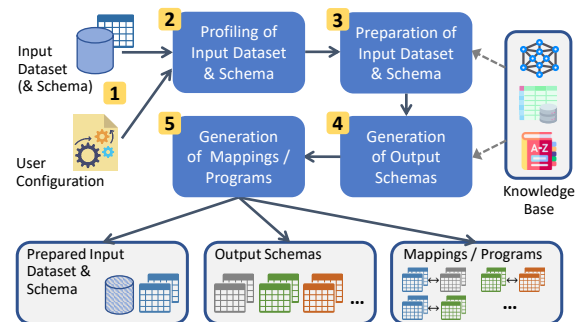 Input
Dataset
(& Schema)
1
User
Configuration
2
Profiling of
Input Dataset
& Schema
3
Preparation of
Input Dataset
& Schema
4
Generation
of Output
Schemas
5
Generation
of Mappings /
Programs
A-Z
Knowledge
Base
Prepared Input
Dataset &
Schema
Output Schemas
...
Mappings / Programs
...